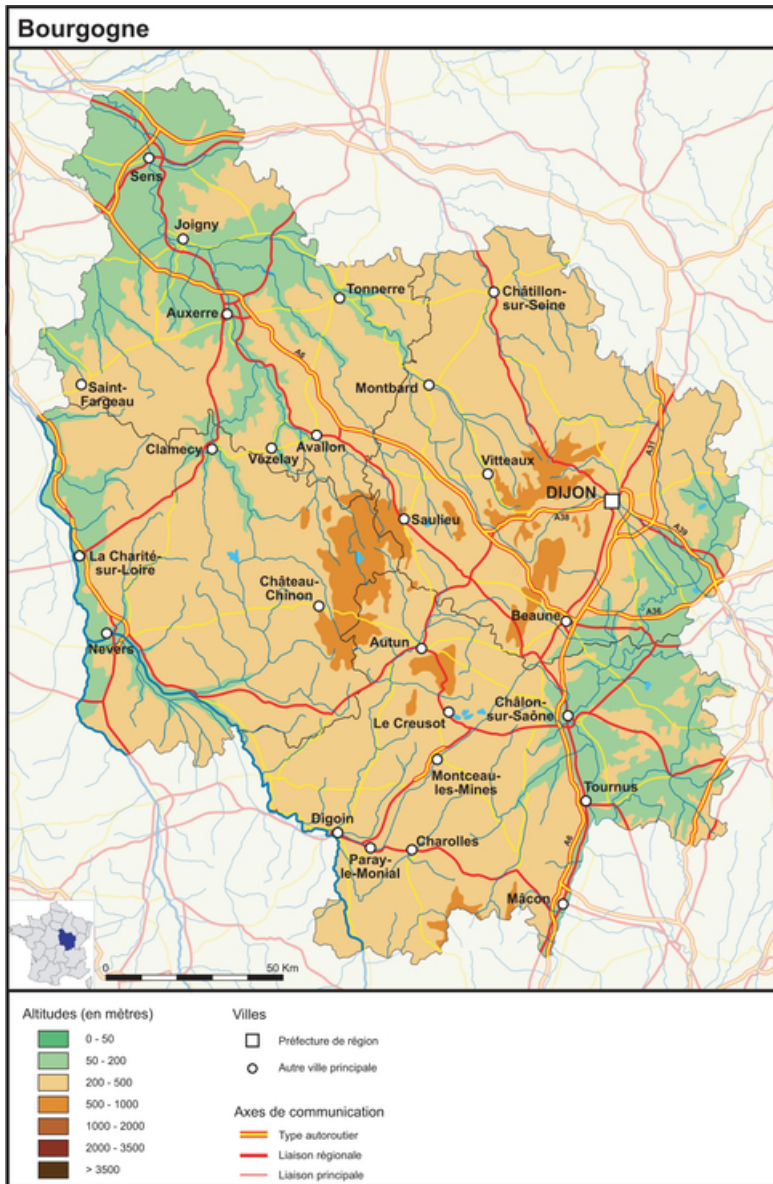 Bourgogne
Sens
Joigny
Tonnerre
Châtillon-
sur-Seine
Auxerre
A6
Saint-
Fargeau
Montbard
A31
Clamecy
Vézelay
Avallon
Vitteaux
DIJON
Saulieu
A38
A39
La Charité-
sur-Loire
Château-
Chinon
Beaune
A36
Nevers
Autun
Le Creusot
Châlon-
sur-Saône
Montceau-
les-Mines
Tournus
Digoin
Paray-
le-Monial
Charolles
A6
Mâcon
0
50 Km
Altitudes (en mètres)
0 - 50
50 - 200
200 - 500
500 - 1000
1000 - 2000
2000 - 3500
> 3500
Villes
Préfecture de région
Autre ville principale
Axes de communication
Type autoroutier
Liaison régionale
Liaison principale